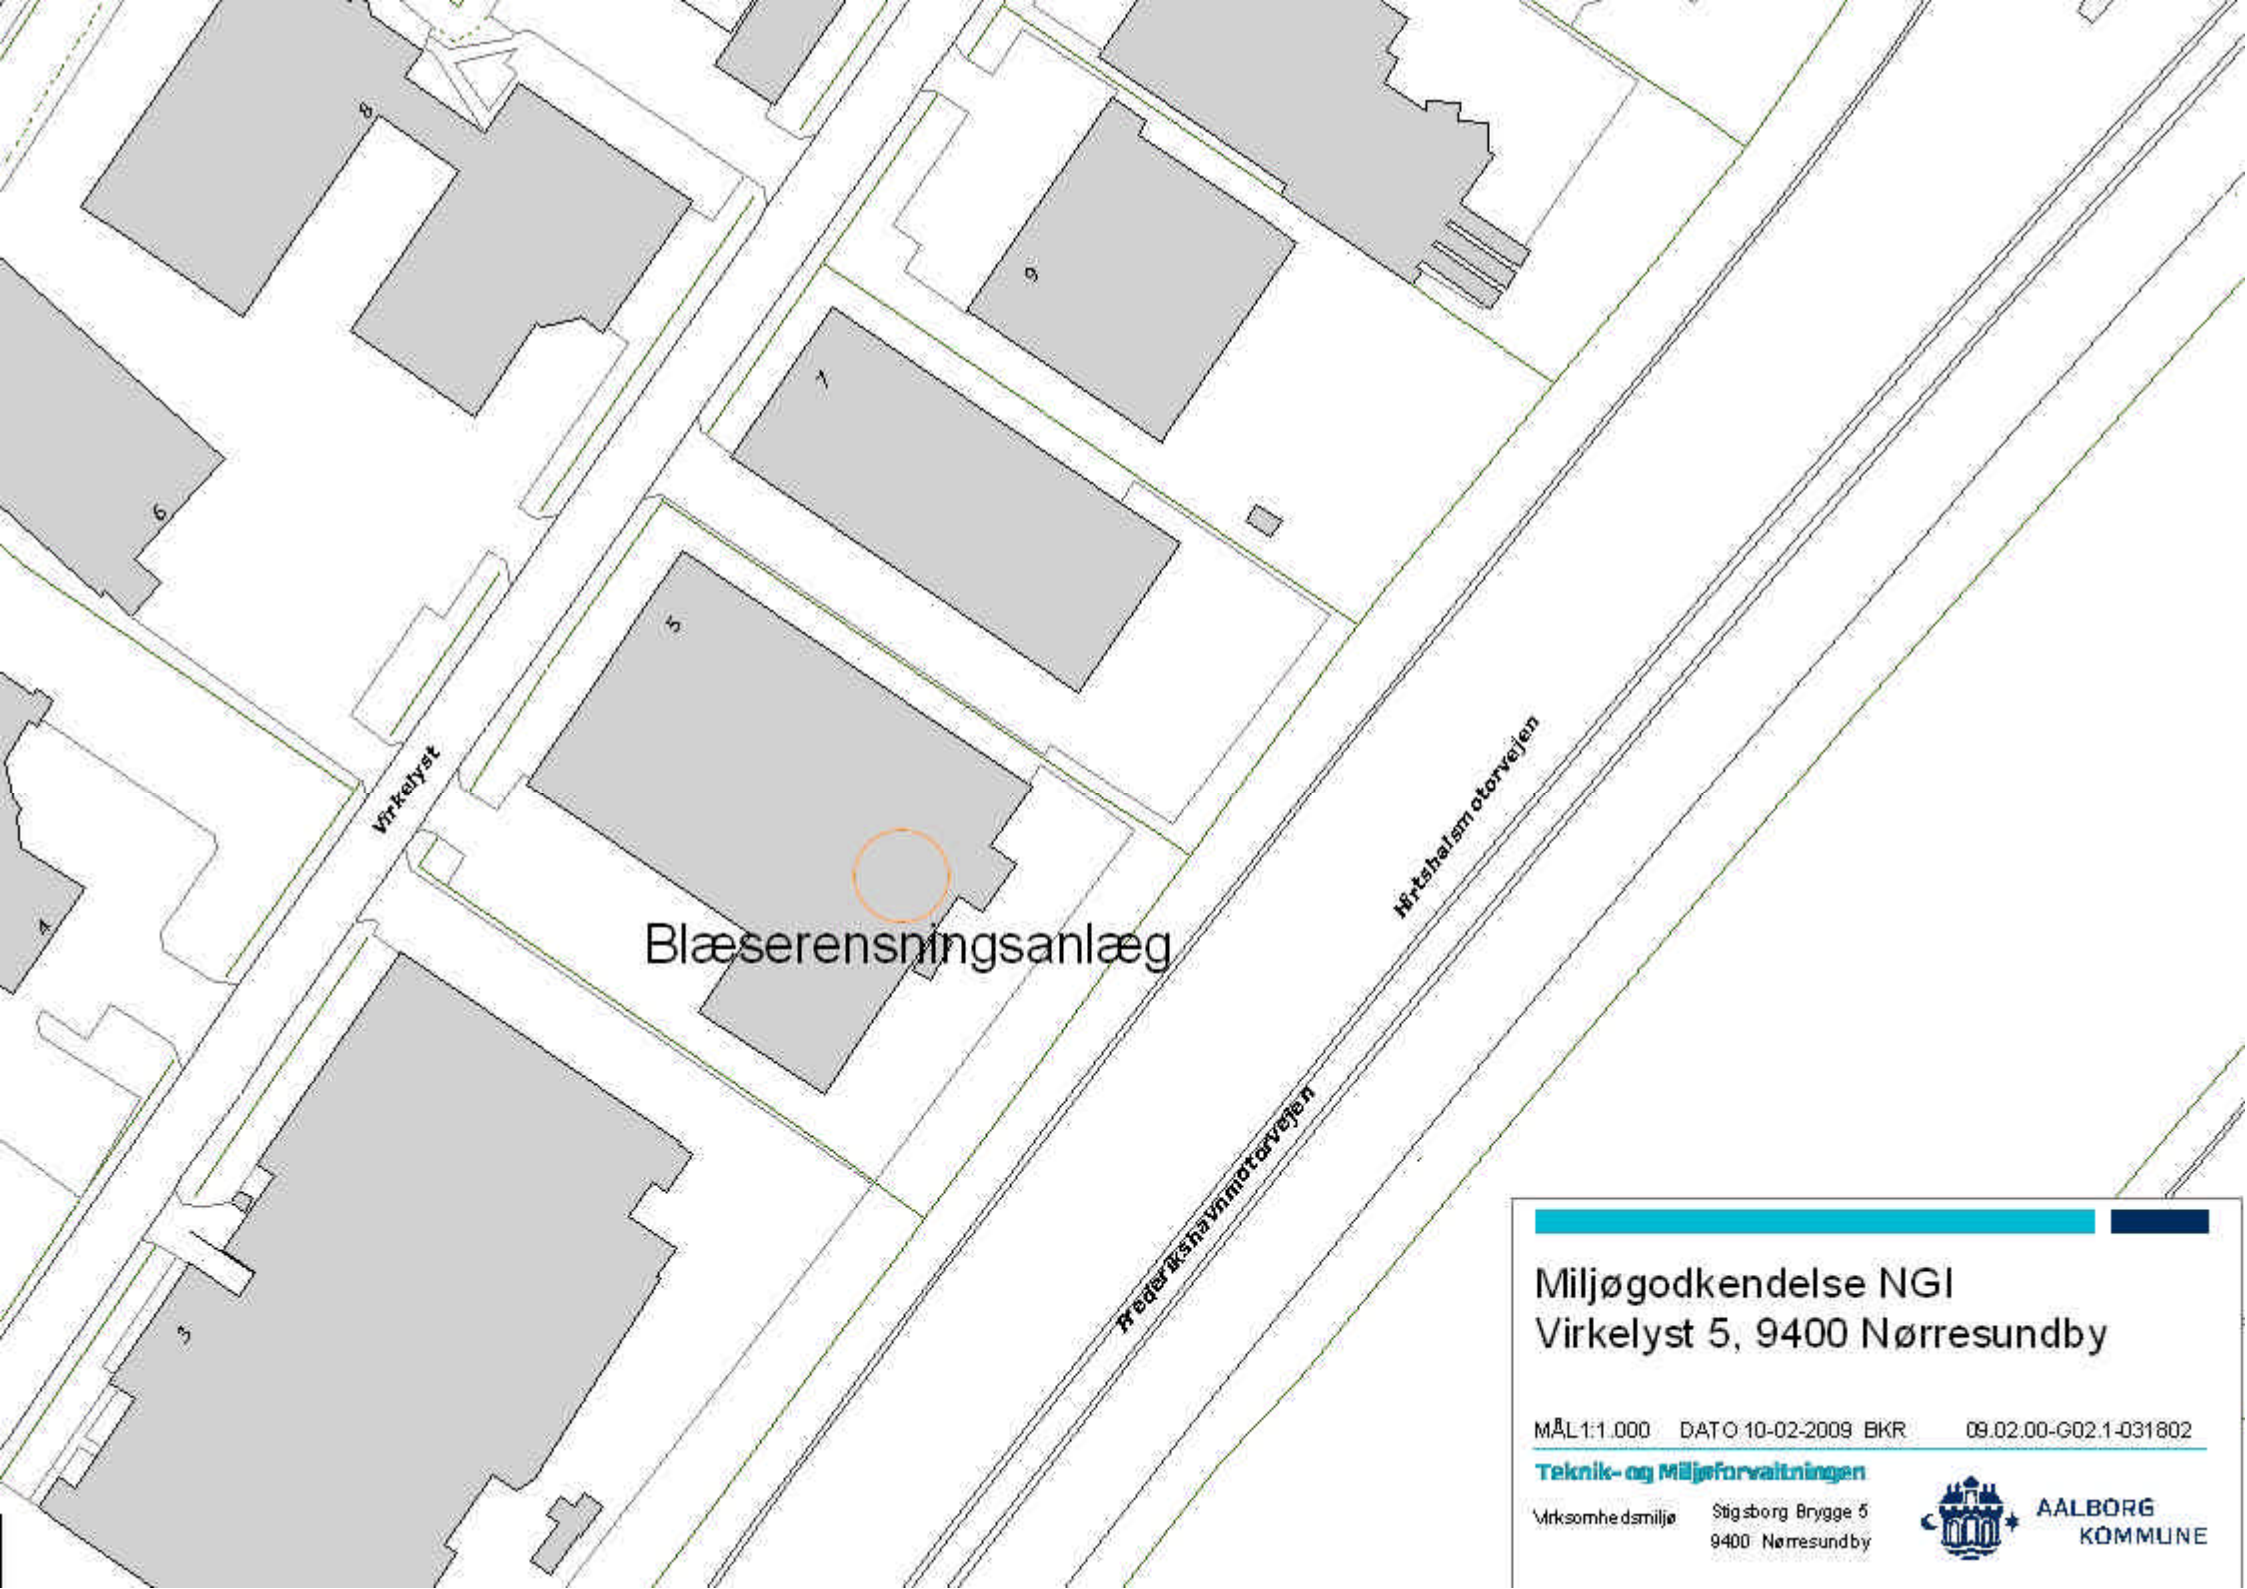 8
9
7
6
5
Virkelyst
Hirtshalsmotorvejen
4
Blæserensningsanlæg
Frederikshavnmotorvejen
3
Miljøgodkendelse NGI
Virkelyst 5, 9400 Nørresundby
MÅL 1:1.000 DATO 10-02-2009 BKR 09.02.00-G02.1-031802
Teknik- og Miljøforvaltningen
Virksomhedsmiljø Stigsborg Brygge 5
9400 Nørresundby
AALBORG
KOMMUNE